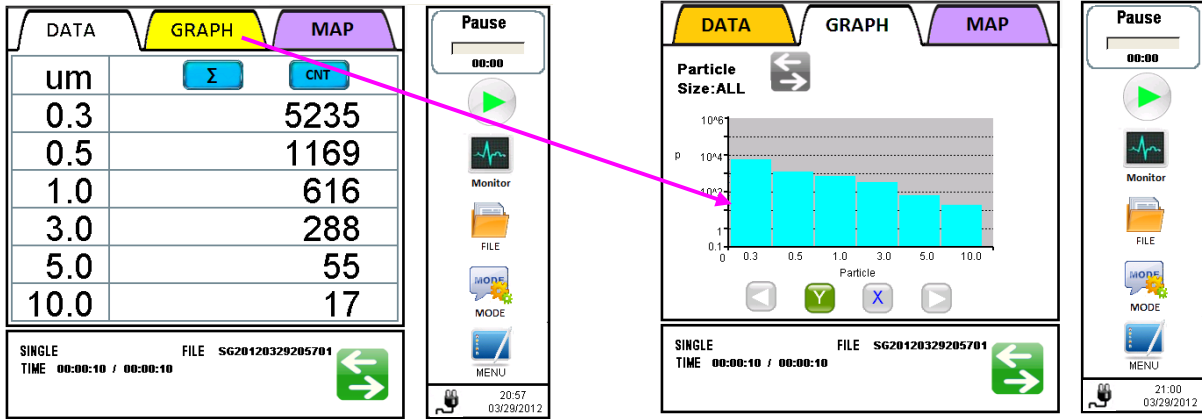 DATA GRAPH MAP
um Σ CNT
0.3 5235
0.5 1169
1.0 616
3.0 288
5.0 55
10.0 17
SINGLE FILE SG20120329205701
TIME 00:00:10 / 00:00:10
Pause
00:00
Monitor
FILE
MODE
MODE
MENU
20:57
03/29/2012
DATA GRAPH MAP
Particle
Size:ALL
10^6
p 10^4
10^2
1
0.1
0 0.3 0.5 1.0 3.0 5.0 10.0
Particle
Y X
SINGLE FILE SG20120329205701
TIME 00:00:10 / 00:00:10
Pause
00:00
Monitor
FILE
MODE
MODE
MENU
21:00
03/29/2012